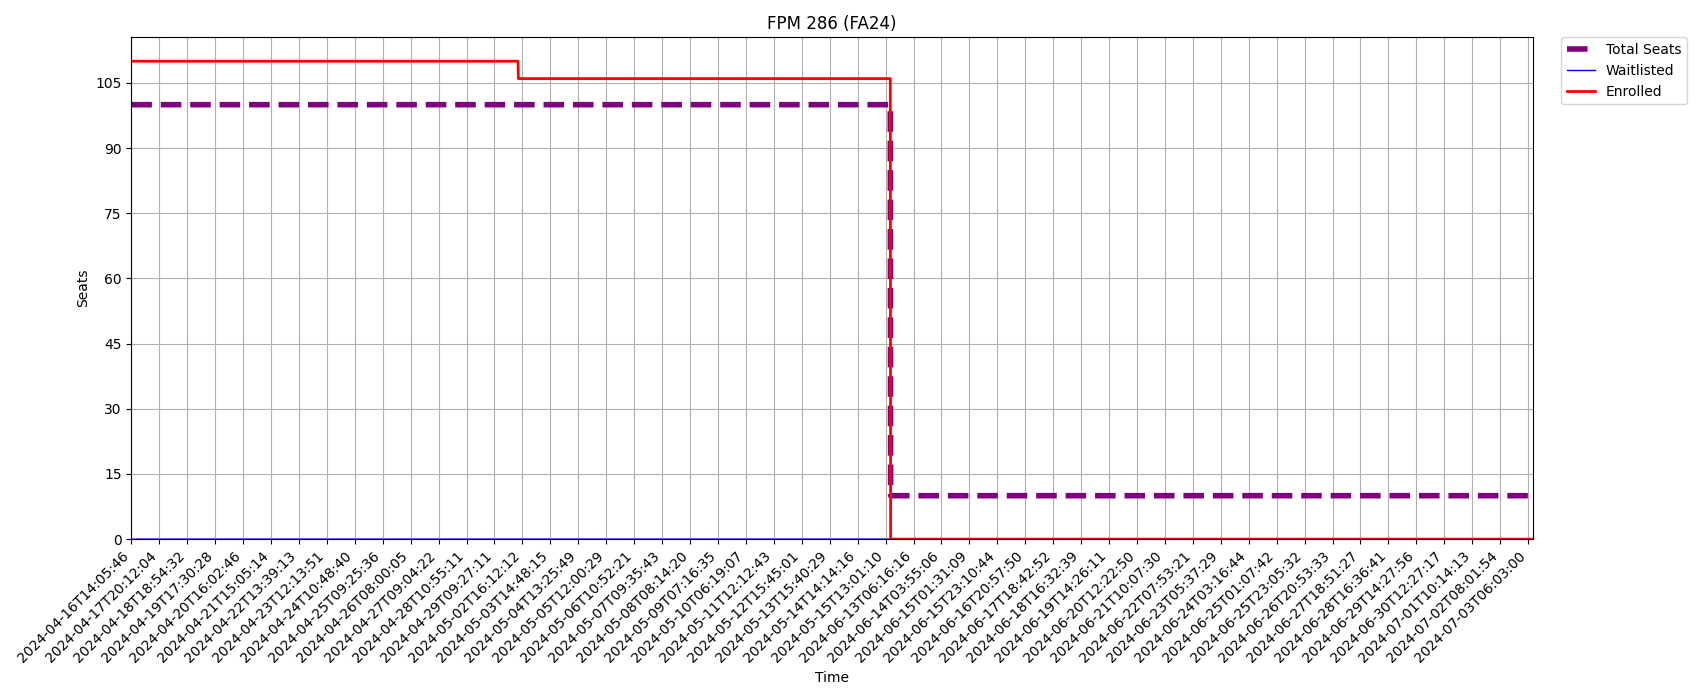 FPM 286 (FA24)
Total Seats
Waitlisted
Enrolled
Seats
105
90
75
60
45
30
15
0
2024-04-16T14:05:46
2024-04-17T20:12:04
2024-04-18T18:54:32
2024-04-19T17:30:28
2024-04-20T16:02:46
2024-04-21T15:05:14
2024-04-22T13:39:13
2024-04-23T12:13:51
2024-04-24T10:48:40
2024-04-25T09:25:36
2024-04-26T08:00:05
2024-04-27T09:04:22
2024-04-28T10:55:11
2024-04-29T09:27:11
2024-05-02T16:12:12
2024-05-03T14:48:15
2024-05-04T13:25:49
2024-05-05T12:00:29
2024-05-06T10:52:21
2024-05-07T09:35:43
2024-05-08T08:14:20
2024-05-09T07:16:35
2024-05-10T06:19:07
2024-05-11T12:12:43
2024-05-12T15:45:01
2024-05-13T15:40:29
2024-05-14T14:14:16
2024-05-15T13:01:10
2024-06-13T06:16:16
2024-06-14T03:55:06
2024-06-15T01:31:09
2024-06-15T23:10:44
2024-06-16T20:57:50
2024-06-17T18:42:52
2024-06-18T16:32:39
2024-06-19T14:26:11
2024-06-20T12:22:50
2024-06-21T10:07:30
2024-06-22T07:53:21
2024-06-23T05:37:29
2024-06-24T03:16:44
2024-06-25T01:07:42
2024-06-25T23:05:32
2024-06-26T20:53:33
2024-06-27T18:51:27
2024-06-28T16:36:41
2024-06-29T14:27:56
2024-06-30T12:27:17
2024-07-01T10:14:13
2024-07-02T08:01:54
2024-07-03T06:03:00
Time